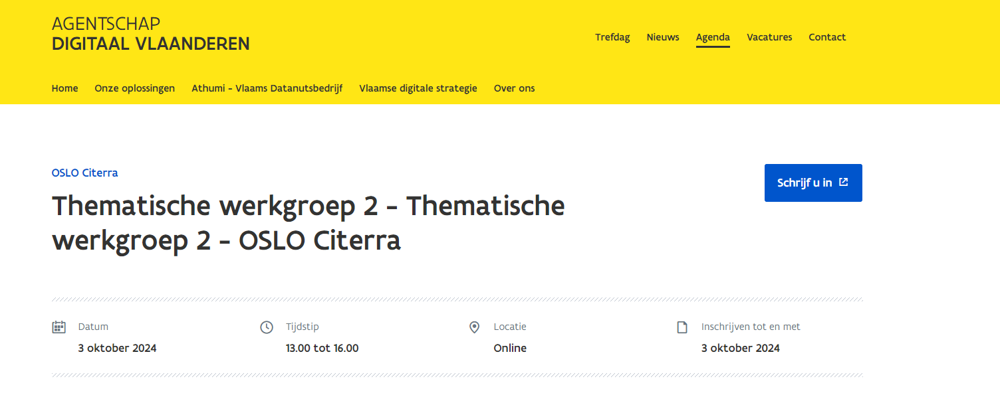 AGENTSCHAP
DIGITAAL VLAANDEREN
Trefdag Nieuws Agenda Vacatures Contact
Home Onze oplossingen Athumi - Vlaams Datanutsbedrijf Vlaamse digitale strategie Over ons
OSLO Citerra
Schrijf u in
Thematische werkgroep 2 - Thematische
werkgroep 2 - OSLO Citerra
Datum
3 oktober 2024
Tijdstip
13.00 tot 16.00
Locatie
Online
Inschrijven tot en met
3 oktober 2024